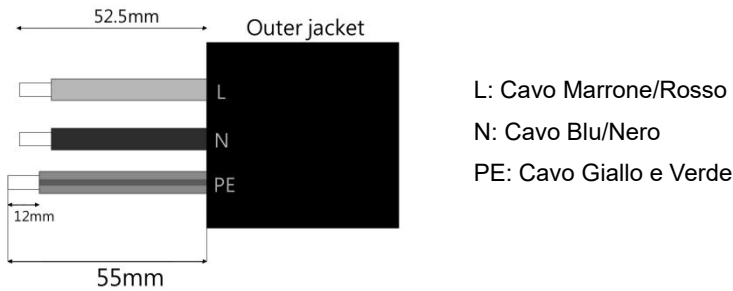 52.5mm
Outer jacket
L
N
PE
12mm
55mm
L: Cavo Marrone/Rosso
N: Cavo Blu/Nero
PE: Cavo Giallo e Verde